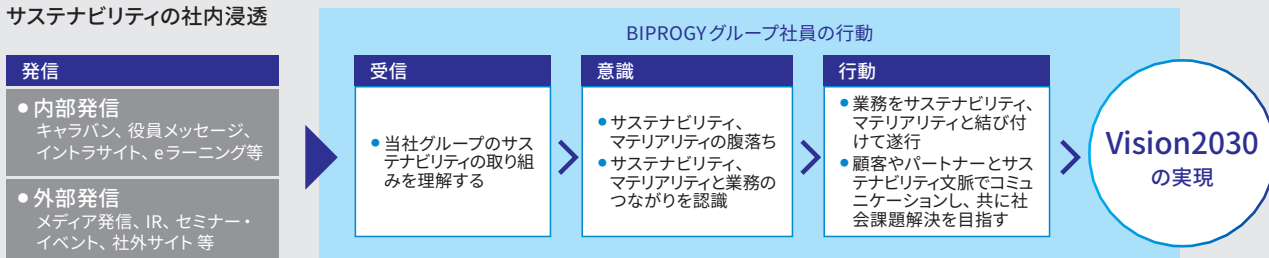 サステナビリティの社内浸透
BIPROGYグループ社員の行動
発信
● 内部発信
キャラバン、役員メッセージ、
イントラサイト、eラーニング等
● 外部発信
メディア発信、IR、セミナー・
イベント、社外サイト 等
受信
● 当社グループのサス
テナビリティの取り組
みを理解する
意識
● サステナビリティ、
マテリアリティの腹落ち
● サステナビリティ、
マテリアリティと業務の
つながりを認識
行動
● 業務をサステナビリティ、
マテリアリティと結び付
けて遂行
● 顧客やパートナーとサス
テナビリティ文脈でコミュ
ニケーションし、共に社
会課題解決を目指す
Vision2030
の実現